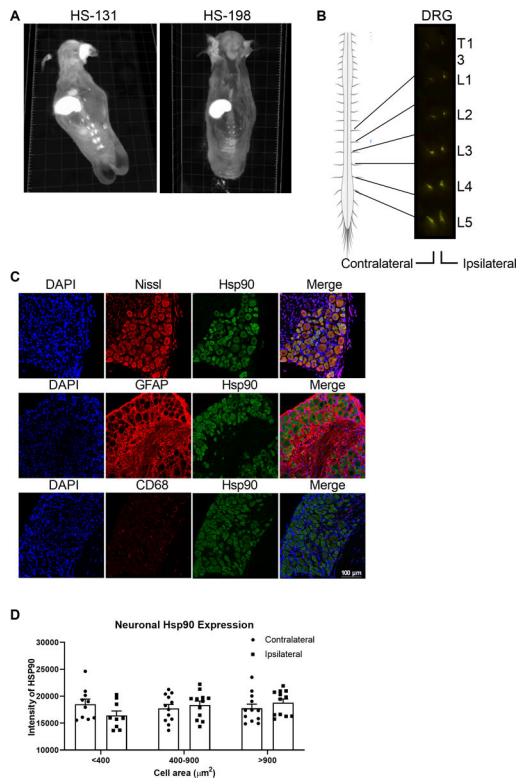 A
HS-131
HS-198
B
DRG
T1
3
L1
L2
L3
L4
L5
Contralateral
Ipsilateral
C
DAPI
Nissl
Hsp90
Merge
DAPI
GFAP
Hsp90
Merge
DAPI
CD68
Hsp90
Merge
100 µm
D
Neuronal Hsp90 Expression
Contralateral
Ipsilateral
Intensity of HSP90
30000
25000
20000
15000
10000
<400
400-900
>900
Cell area (µm²)